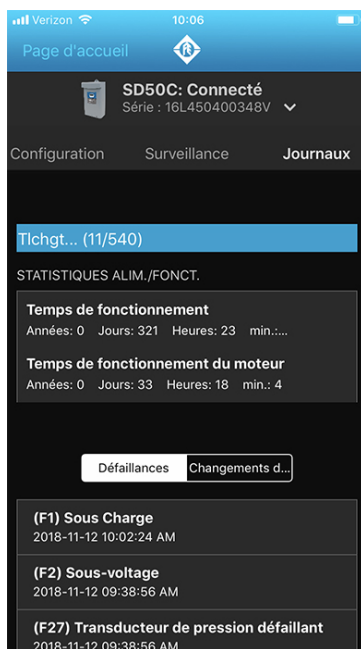 Verizon 10:06
Page d'accueil
SD50C: Connecté
Série : 16L450400348V
Configuration Surveillance Journaux
Tlchgt... (11/540)
STATISTIQUES ALIM./FONCT.
Temps de fonctionnement
Années: 0 Jours: 321 Heures: 23 min.:...
Temps de fonctionnement du moteur
Années: 0 Jours: 33 Heures: 18 min.: 4
Défaillances Changements d...
(F1) Sous Charge
2018-11-12 10:02:24 AM
(F2) Sous-voltage
2018-11-12 09:38:56 AM
(F27) Transducteur de pression défaillant
2018-11-12 09:38:56 AM